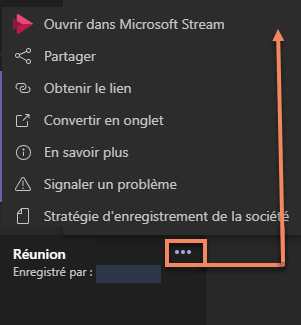 Ouvrir dans Microsoft Stream
Partager
Obtenir le lien
Convertir en onglet
En savoir plus
Signaler un problème
Stratégie d'enregistrement de la société
Réunion
Enregistré par :